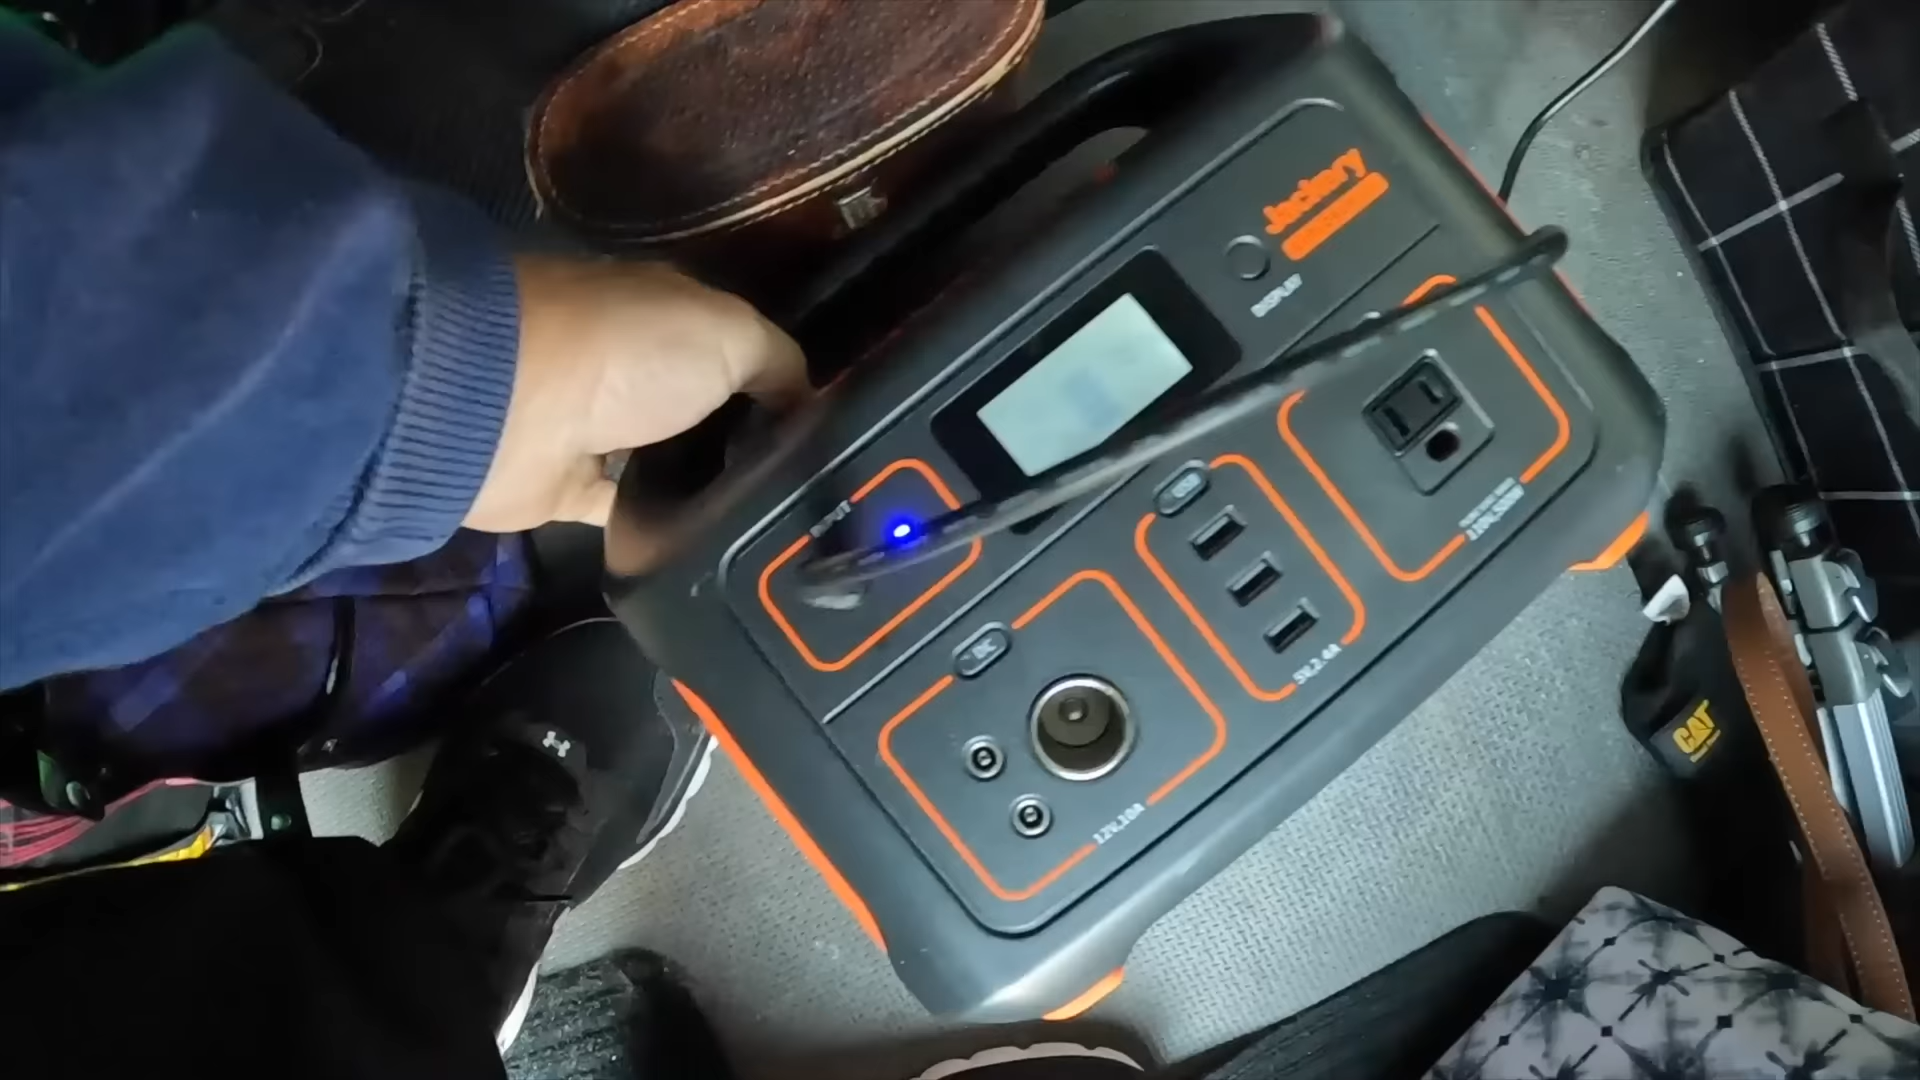 Jackery
DISPLAY
INPUT
USB
DC
5V,2.4A
12V,10A
CAT